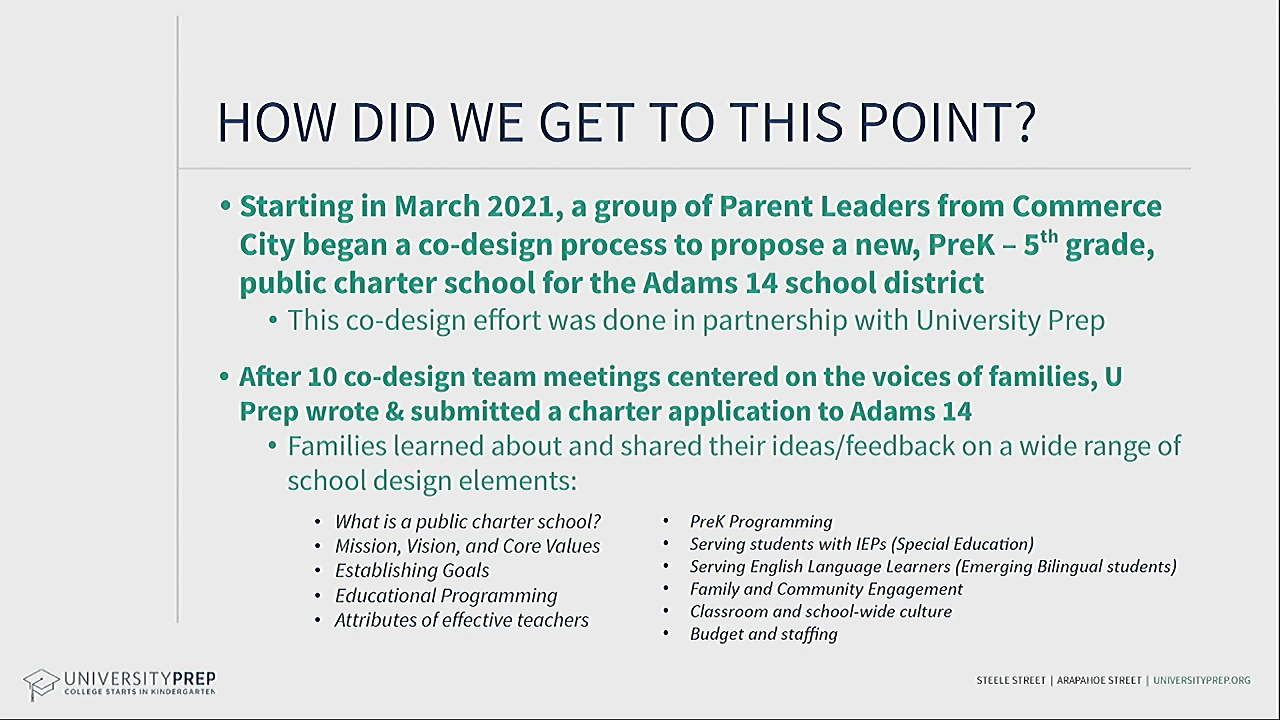 HOW DID WE GET TO THIS POINT?
• Starting in March 2021, a group of Parent Leaders from Commerce
City began a co-design process to propose a new, PreK – 5th grade,
public charter school for the Adams 14 school district
• This co-design effort was done in partnership with University Prep
• After 10 co-design team meetings centered on the voices of families, U
Prep wrote & submitted a charter application to Adams 14
• Families learned about and shared their ideas/feedback on a wide range of
school design elements:
• What is a public charter school?
• Mission, Vision, and Core Values
• Establishing Goals
• Educational Programming
• Attributes of effective teachers
• PreK Programming
• Serving students with IEPs (Special Education)
• Serving English Language Learners (Emerging Bilingual students)
• Family and Community Engagement
• Classroom and school-wide culture
• Budget and staffing
UNIVERSITYPREP
COLLEGE STARTS IN KINDERGARTEN
STEELE STREET | ARAPAHOE STREET | UNIVERSITYPREP.ORG